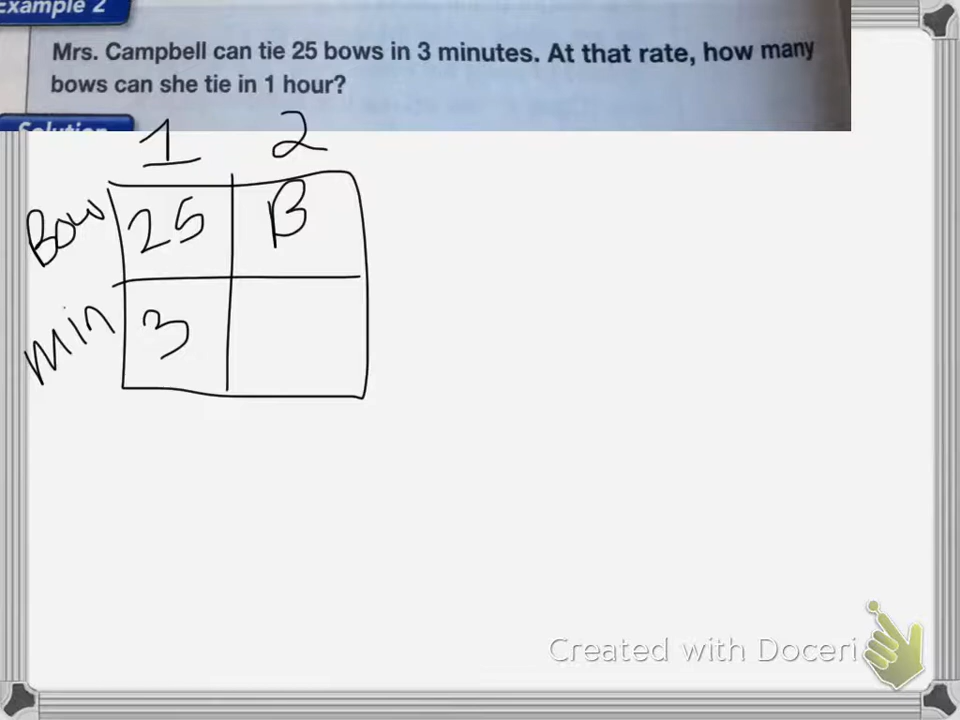 Example 2
Mrs. Campbell can tie 25 bows in 3 minutes. At that rate, how many
bows can she tie in 1 hour?
Solution
1 2
Bow 25 B
min 3
Created with Doceri